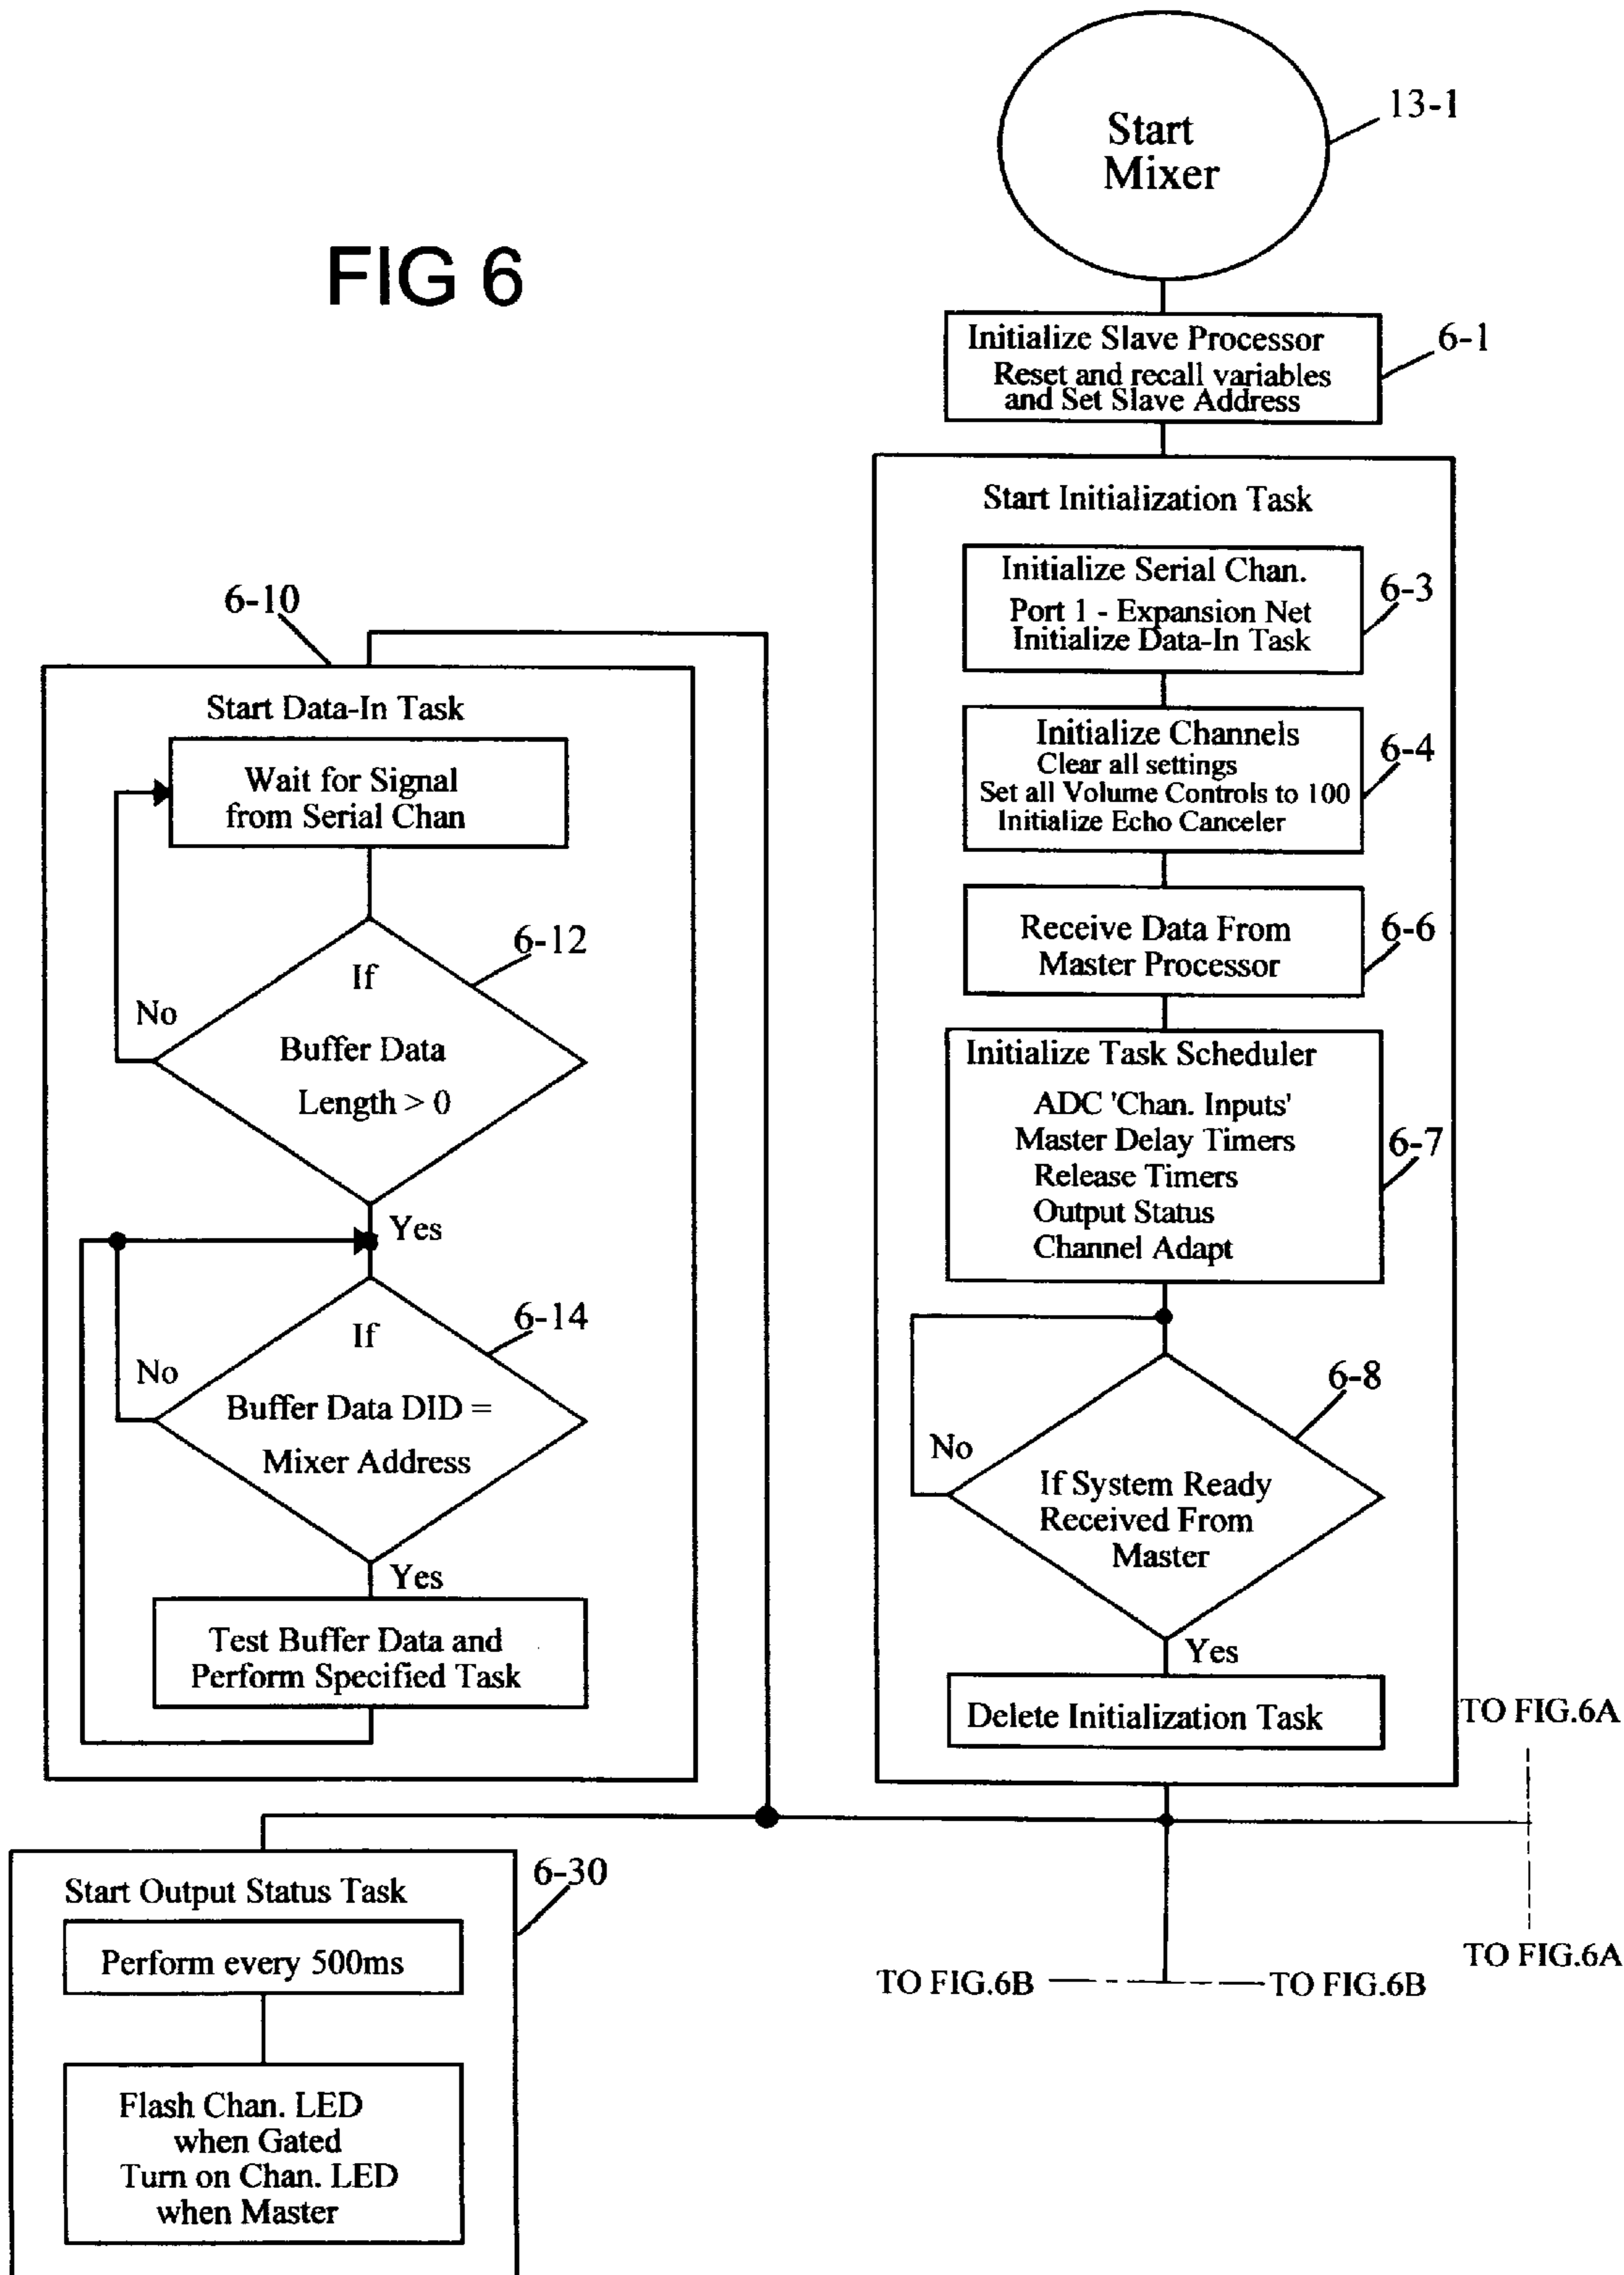 FIG 6
Start
Mixer
13-1
Initialize Slave Processor
Reset and recall variables
and Set Slave Address
6-1
Start Initialization Task
Initialize Serial Chan.
Port 1 - Expansion Net
Initialize Data-In Task
6-3
Initialize Channels
Clear all settings
Set all Volume Controls to 100
Initialize Echo Canceler
6-4
Receive Data From
Master Processor
6-6
Initialize Task Scheduler
ADC 'Chan. Inputs'
Master Delay Timers
Release Timers
Output Status
Channel Adapt
6-7
6-8
No
If System Ready
Received From
Master
Yes
Delete Initialization Task
TO FIG.6A
TO FIG.6A
TO FIG.6B
TO FIG.6B
6-10
Start Data-In Task
Wait for Signal
from Serial Chan
6-12
If
No
Buffer Data
Length > 0
Yes
6-14
If
No
Buffer Data DID =
Mixer Address
Yes
Test Buffer Data and
Perform Specified Task
6-30
Start Output Status Task
Perform every 500ms
Flash Chan. LED
when Gated
Turn on Chan. LED
when Master